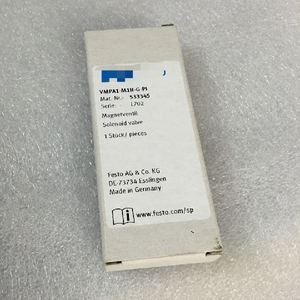 J
VMPA1-M1H-G-PI
Mat. Nr.: 533345
Serie: L702
Magnetventil
Solenoid valve
1 Stück/ pieces
Festo AG & Co. KG
DE-73734 Esslingen
Made in Germany
www.festo.com/sp